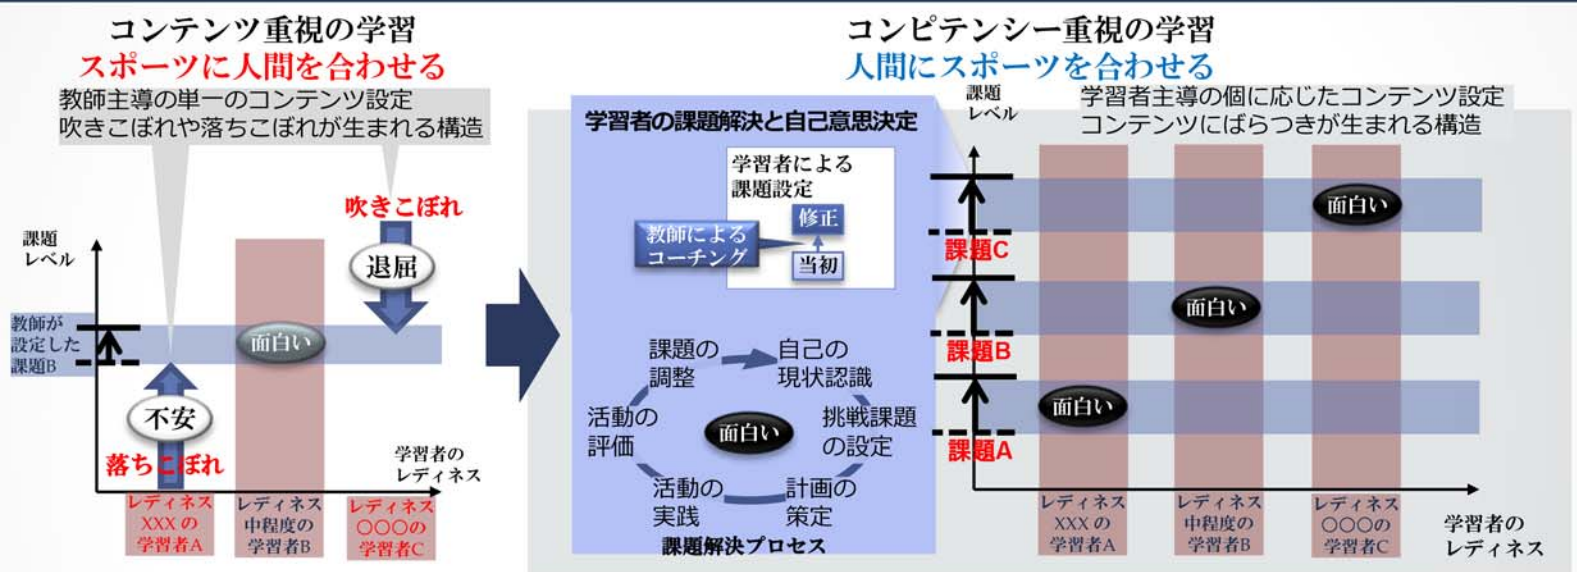 コンテンツ重視の学習
スポーツに人間を合わせる
教師主導の単一のコンテンツ設定
吹きこぼれや落ちこぼれが生まれる構造
吹きこぼれ
退屈
課題
レベル
教師が
設定した
課題B
面白い
不安
落ちこぼれ
学習者の
レディネス
レディネス
XXXの
学習者A
レディネス
中程度の
学習者B
レディネス
○○○の
学習者C
コンピテンシー重視の学習
人間にスポーツを合わせる
学習者の課題解決と自己意思決定
学習者による
課題設定
修正
教師による
コーチング
当初
課題の
調整
自己の
現状認識
活動の
評価
面白い
挑戦課題
の設定
活動の
実践
計画の
策定
課題解決プロセス
課題
レベル
学習者主導の個に応じたコンテンツ設定
コンテンツにばらつきが生まれる構造
面白い
課題C
面白い
課題B
面白い
課題A
レディネス
XXXの
学習者A
レディネス
中程度の
学習者B
レディネス
○○○の
学習者C
学習者の
レディネス